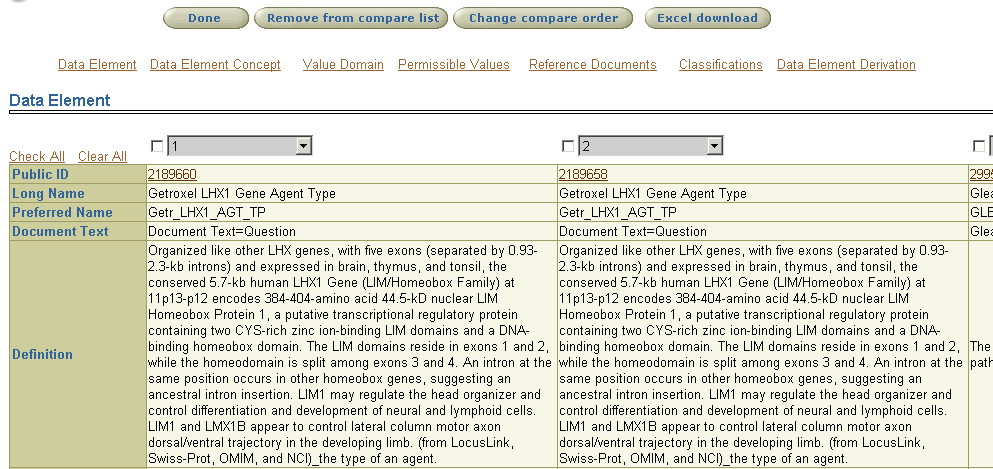 Done Remove from compare list Change compare order Excel download
Data Element Data Element Concept Value Domain Permissible Values Reference Documents Classifications Data Element Derivation
Data Element
Check All Clear All 1 2
Public ID 2189660 2189658 299
Long Name Getroxel LHX1 Gene Agent Type Getroxel LHX1 Gene Agent Type Glea
Preferred Name Getr_LHX1_AGT_TP Getr_LHX1_AGT_TP GLE
Document Text Document Text=Question Document Text=Question Glea
Definition
Organized like other LHX genes, with five exons (separated by 0.93-
2.3-kb introns) and expressed in brain, thymus, and tonsil, the
conserved 5.7-kb human LHX1 Gene (LIM/Homeobox Family) at
11p13-p12 encodes 384-404-amino acid 44.5-kD nuclear LIM
Homeobox Protein 1, a putative transcriptional regulatory protein
containing two CYS-rich zinc ion-binding LIM domains and a DNA-
binding homeobox domain. The LIM domains reside in exons 1 and 2,
while the homeodomain is split among exons 3 and 4. An intron at the
same position occurs in other homeobox genes, suggesting an
ancestral intron insertion. LIM1 may regulate the head organizer and
control differentiation and development of neural and lymphoid cells.
LIM1 and LMX1B appear to control lateral column motor axon
dorsal/ventral trajectory in the developing limb. (from LocusLink,
Swiss-Prot, OMIM, and NCI)_the type of an agent.
Organized like other LHX genes, with five exons (separated by 0.93-
2.3-kb introns) and expressed in brain, thymus, and tonsil, the
conserved 5.7-kb human LHX1 Gene (LIM/Homeobox Family) at
11p13-p12 encodes 384-404-amino acid 44.5-kD nuclear LIM
Homeobox Protein 1, a putative transcriptional regulatory protein
containing two CYS-rich zinc ion-binding LIM domains and a DNA-
binding homeobox domain. The LIM domains reside in exons 1 and 2,
while the homeodomain is split among exons 3 and 4. An intron at the
same position occurs in other homeobox genes, suggesting an
ancestral intron insertion. LIM1 may regulate the head organizer and
control differentiation and development of neural and lymphoid cells.
LIM1 and LMX1B appear to control lateral column motor axon
dorsal/ventral trajectory in the developing limb. (from LocusLink,
Swiss-Prot, OMIM, and NCI)_the type of an agent.
The
path